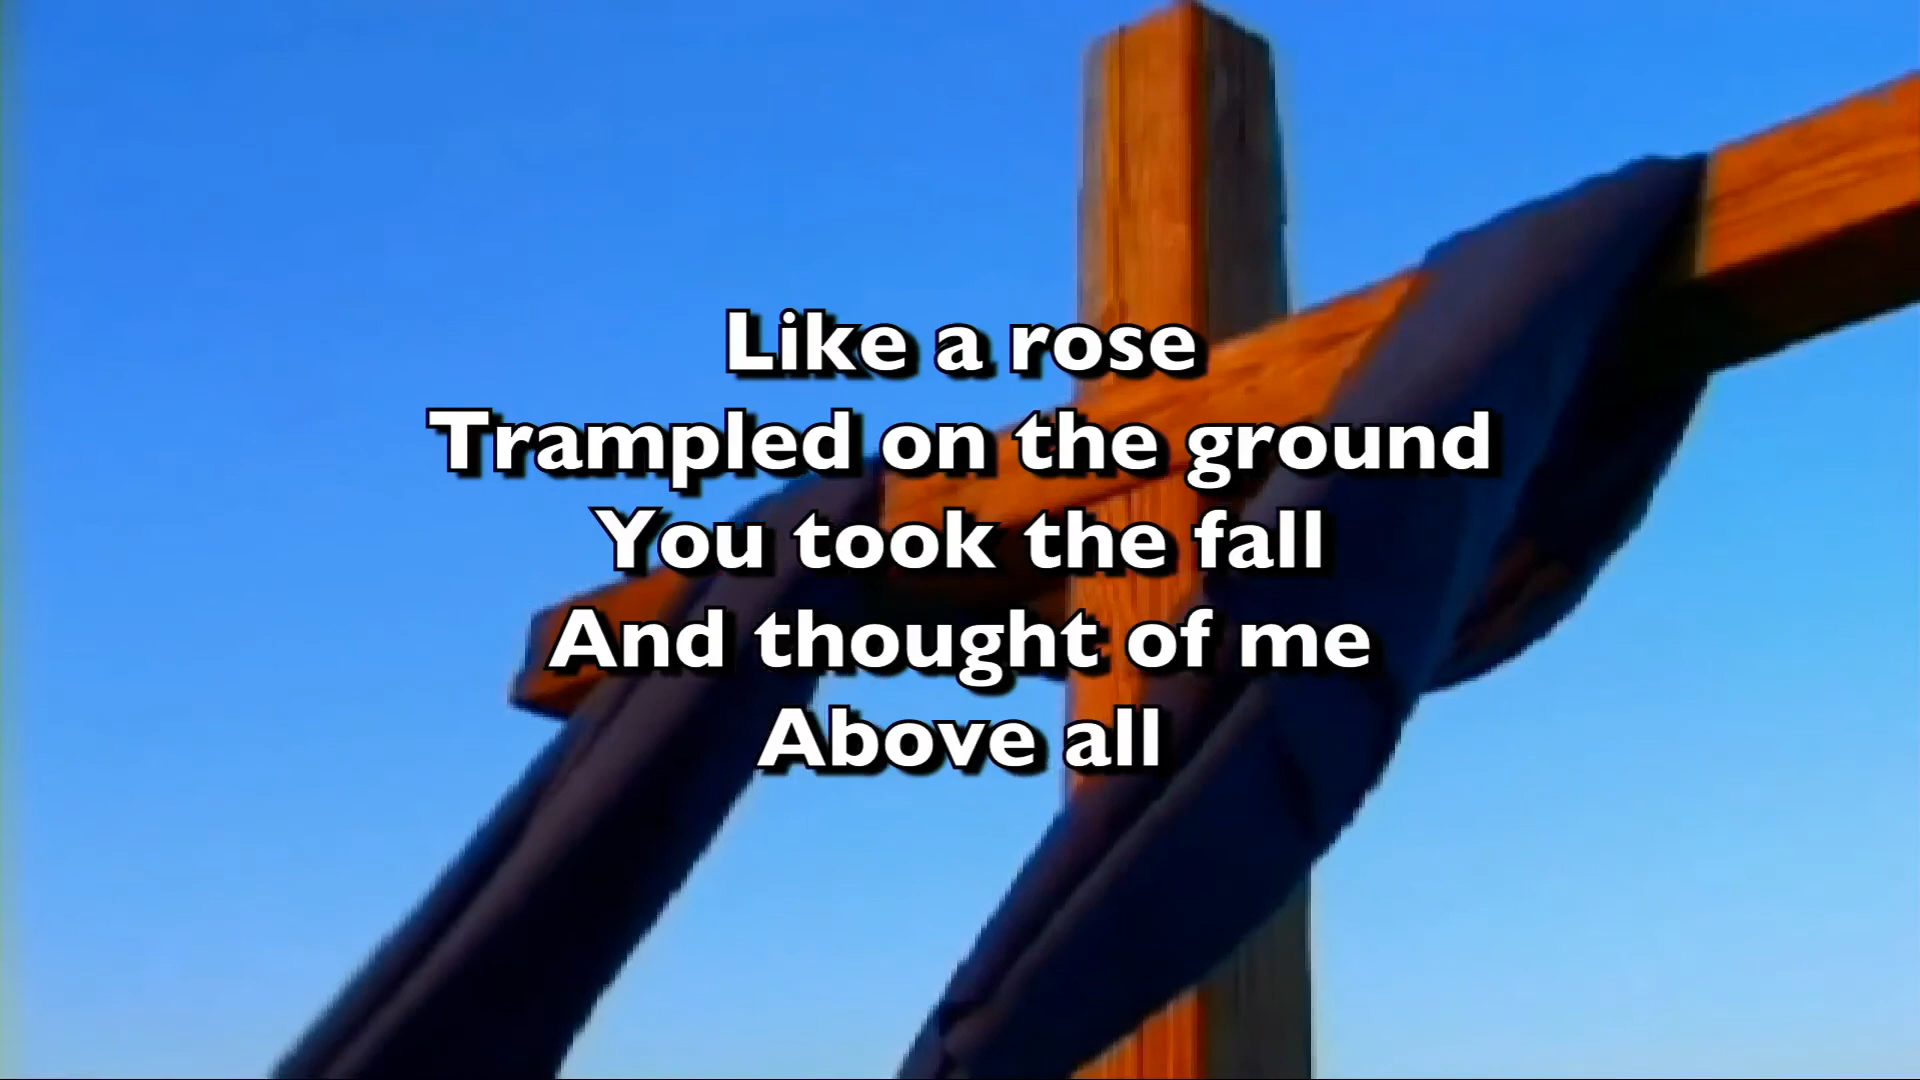 Like a rose
Trampled on the ground
You took the fall
And thought of me
Above all